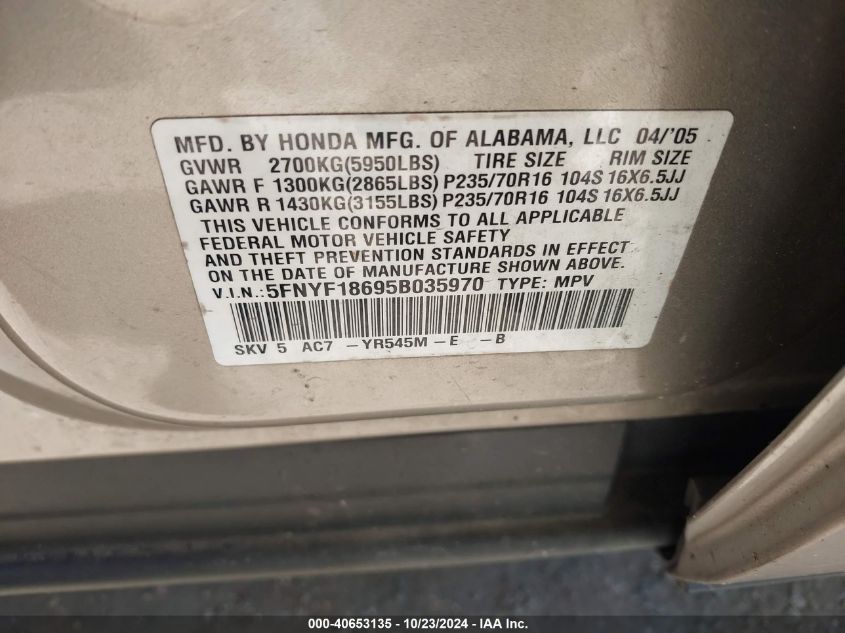 MFD. BY HONDA MFG. OF ALABAMA, LLC 04/'05
GVWR 2700KG(5950LBS) TIRE SIZE RIM SIZE
GAWR F 1300KG(2865LBS) P235/70R16 104S 16X6.5JJ
GAWR R 1430KG(3155LBS) P235/70R16 104S 16X6.5JJ
THIS VEHICLE CONFORMS TO ALL APPLICABLE
FEDERAL MOTOR VEHICLE SAFETY
AND THEFT PREVENTION STANDARDS IN EFFECT
ON THE DATE OF MANUFACTURE SHOWN ABOVE.
V.I.N.:5FNYF18695B035970 TYPE: MPV
SKV 5 AC7 -YR545M-E -B
000-40653135 - 10/23/2024 - IAA Inc.